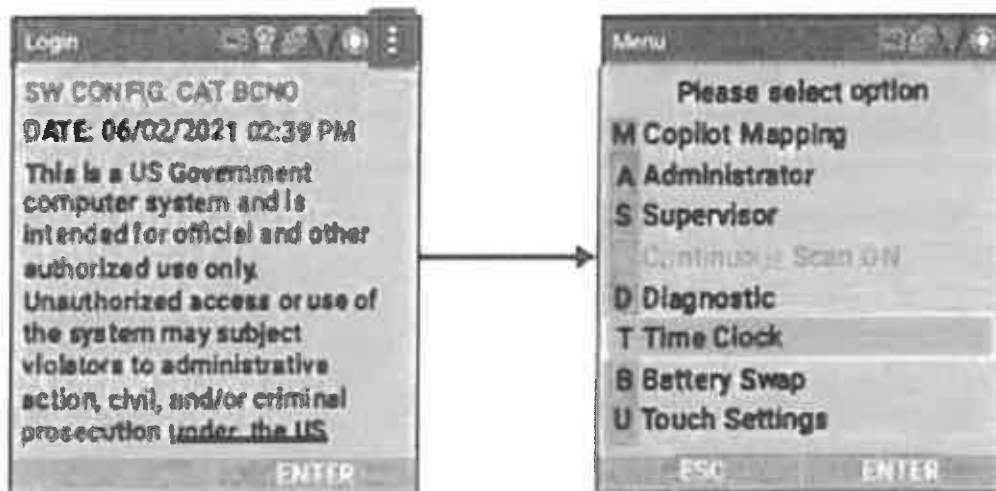 Login
SW CONFIG. CAT BCNO
DATE: 06/02/2021 02:39 PM
This is a US Government
computer system and is
intended for official and other
authorized use only.
Unauthorized access or use of
the system may subject
violators to administrative
action, civil, and/or criminal
prosecution under the US
ENTER
Menu
Please select option
M Copilot Mapping
A Administrator
S Supervisor
Continuous Scan ON
D Diagnostic
T Time Clock
B Battery Swap
U Touch Settings
ESC ENTER